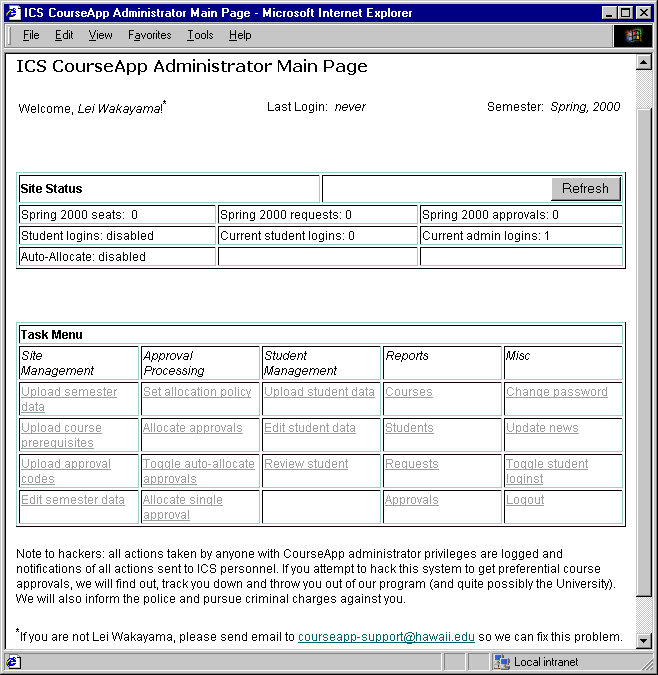 ICS CourseApp Administrator Main Page - Microsoft Internet Explorer
File Edit View Favorites Tools Help
ICS CourseApp Administrator Main Page
Welcome, Lei Wakayama!* Last Login: never Semester: Spring, 2000
Site Status Refresh
Spring 2000 seats: 0 Spring 2000 requests: 0 Spring 2000 approvals: 0
Student logins: disabled Current student logins: 0 Current admin logins: 1
Auto-Allocate: disabled
Task Menu
Site Management Approval Processing Student Management Reports Misc
Upload semester data Set allocation policy Upload student data Courses Change password
Upload course prerequisites Allocate approvals Edit student data Students Update news
Upload approval codes Toggle auto-allocate approvals Review student Requests Toggle student loginst
Edit semester data Allocate single approval Approvals Logout
Note to hackers: all actions taken by anyone with CourseApp administrator privileges are logged and
notifications of all actions sent to ICS personnel. If you attempt to hack this system to get preferential course
approvals, we will find out, track you down and throw you out of our program (and quite possibly the University).
We will also inform the police and pursue criminal charges against you.
*If you are not Lei Wakayama, please send email to courseapp-support@hawaii.edu so we can fix this problem.
Local intranet